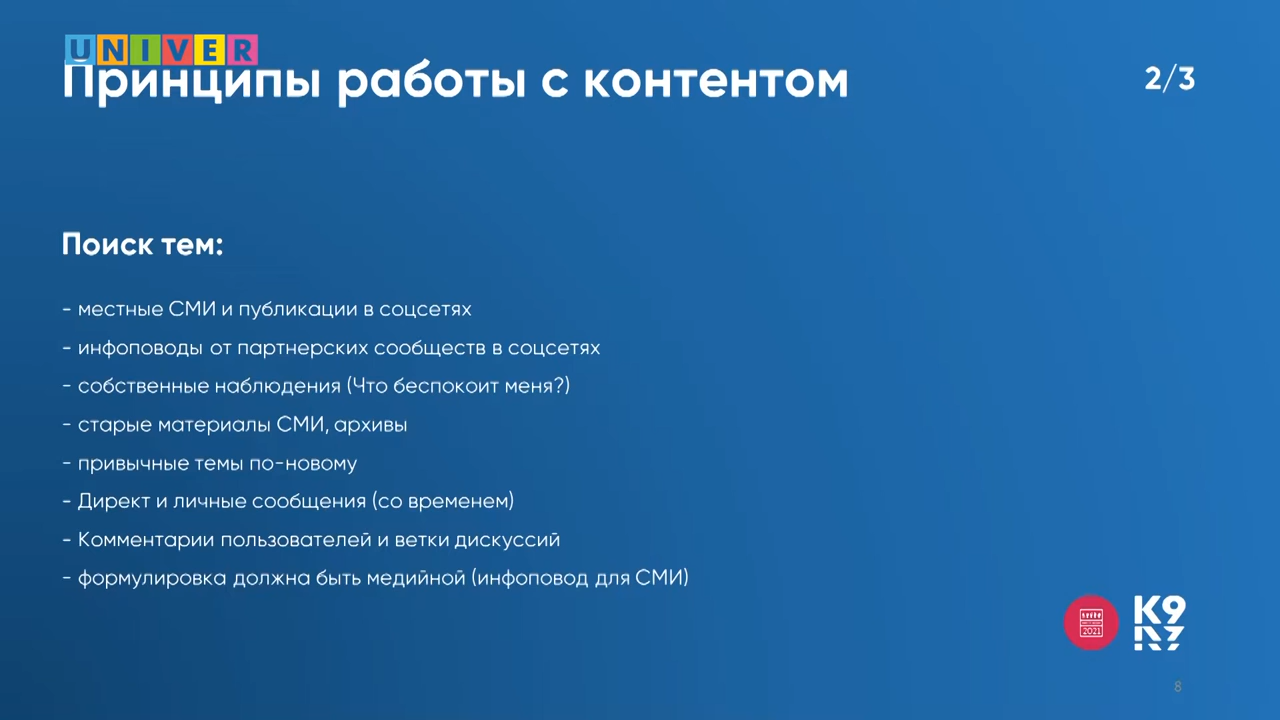 UNIVER
Принципы работы с контентом
2/3
Поиск тем:
- местные СМИ и публикации в соцсетях
- инфоповоды от партнерских сообществ в соцсетях
- собственные наблюдения (Что беспокоит меня?)
- старые материалы СМИ, архивы
- привычные темы по-новому
- Директ и личные сообщения (со временем)
- Комментарии пользователей и ветки дискуссий
- формулировка должна быть медийной (инфоповод для СМИ)
2021
K9
8